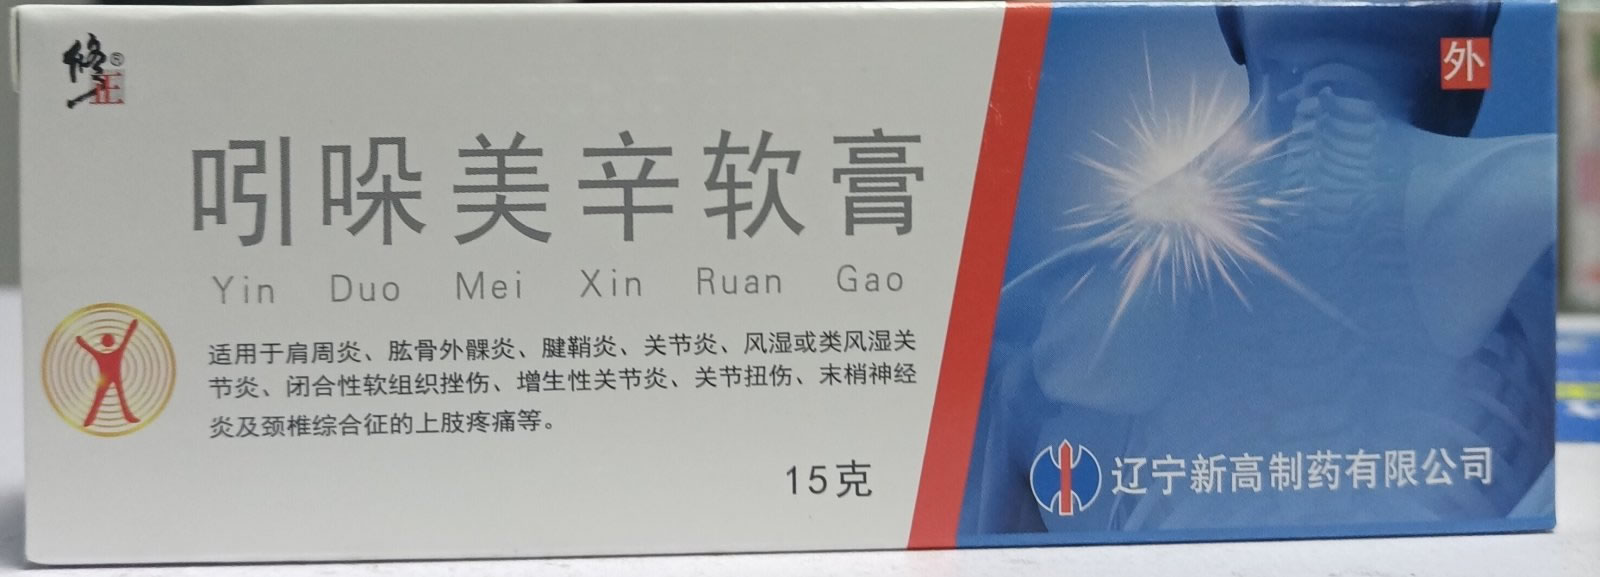 修正®
外
吲哚美辛软膏
Yin Duo Mei Xin Ruan Gao
适用于肩周炎、肱骨外髁炎、腱鞘炎、关节炎、风湿或类风湿关
节炎、闭合性软组织挫伤、增生性关节炎、关节扭伤、末梢神经
炎及颈椎综合征的上肢疼痛等。
15克
辽宁新高制药有限公司